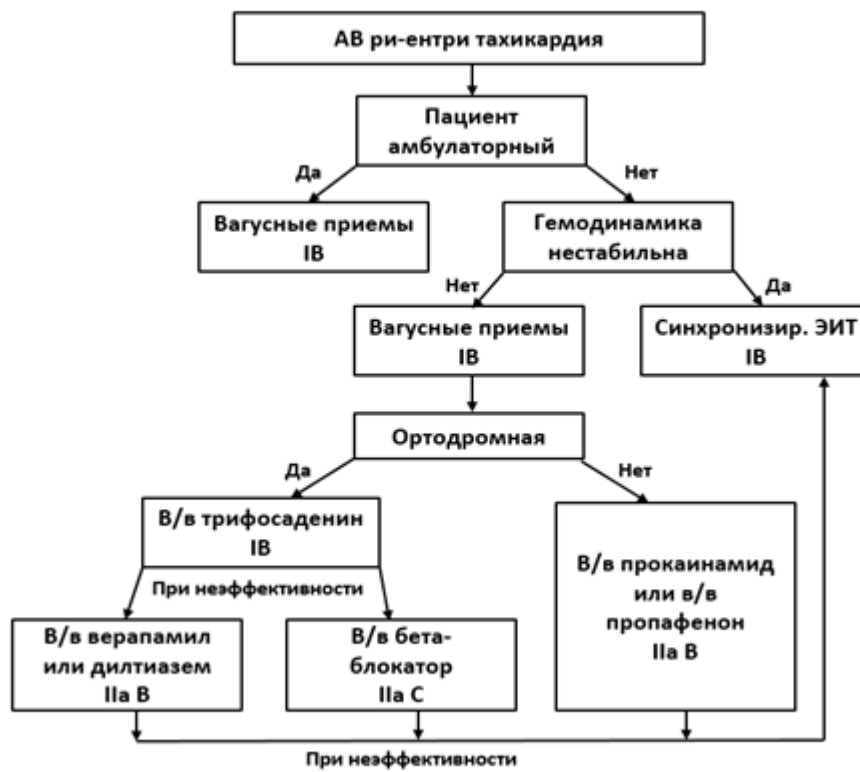 АВ ри-ентри тахикардия
Пациент
амбулаторный
Да
Нет
Вагусные приемы
IB
Гемодинамика
нестабильна
Нет
Да
Вагусные приемы
IB
Синхронизир. ЭИТ
IB
Ортодромная
Да
Нет
В/в трифосаденин
IB
В/в прокаинамид
или в/в
пропафенон
IIa B
При неэффективности
В/в верапамил
или дилтиазем
IIa B
В/в бета-
блокатор
IIa C
При неэффективности